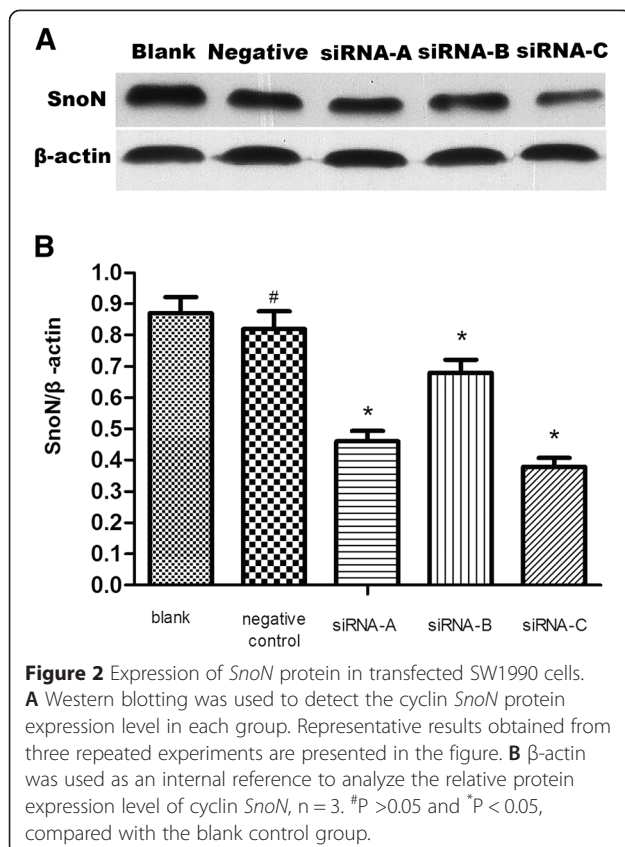 A
Blank Negative siRNA-A siRNA-B siRNA-C
SnoN
β-actin
B
SnoN/β -actin
1.0
0.9
0.8
0.7
0.6
0.5
0.4
0.3
0.2
0.1
0.0
#
*
*
*
blank
negative
control
siRNA-A
siRNA-B
siRNA-C
Figure 2 Expression of SnoN protein in transfected SW1990 cells.
A Western blotting was used to detect the cyclin SnoN protein
expression level in each group. Representative results obtained from
three repeated experiments are presented in the figure. B β-actin
was used as an internal reference to analyze the relative protein
expression level of cyclin SnoN, n = 3. #P >0.05 and *P < 0.05,
compared with the blank control group.